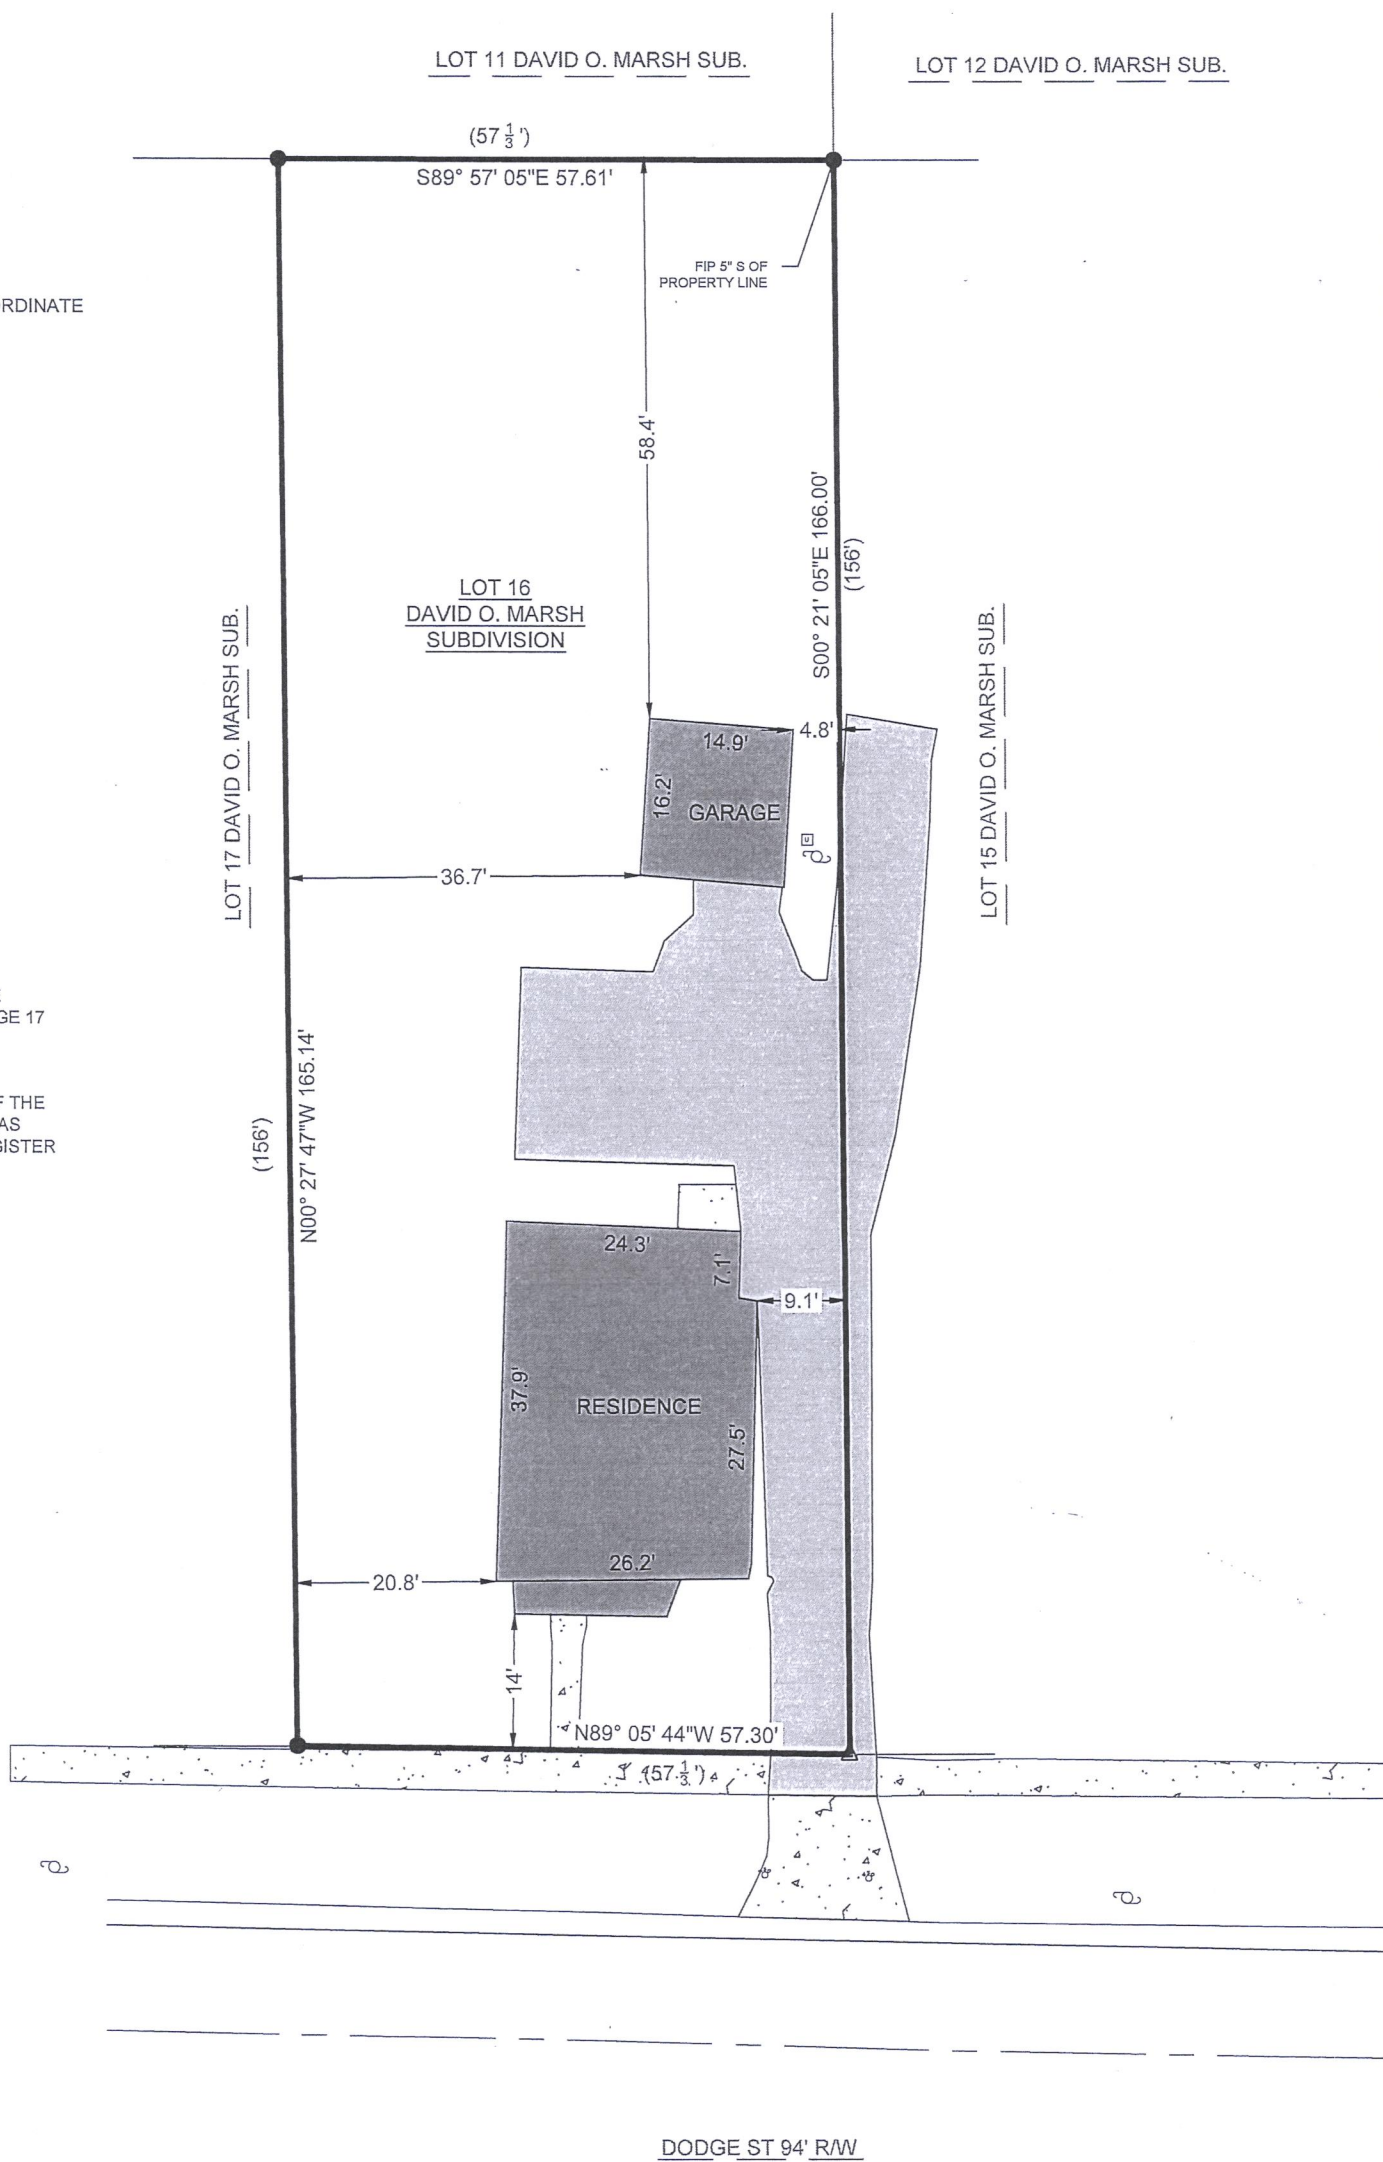 LOT 11 DAVID O. MARSH SUB.
LOT 12 DAVID O. MARSH SUB.
(57 1/3')
S89° 57' 05"E 57.61'
FIP 5" S OF
PROPERTY LINE
RDINATE
58.4'
S00° 21' 05"E 166.00'
(156')
LOT 16
DAVID O. MARSH
SUBDIVISION
LOT 17 DAVID O. MARSH SUB.
LOT 15 DAVID O. MARSH SUB.
14.9'
4.8'
16.2'
GARAGE
E
36.7'
GE 17
N00° 27' 47"W 165.14'
(156')
F THE
AS
GISTER
24.3'
7.1'
9.1'
37.9'
RESIDENCE
27.5'
26.2'
20.8'
14'
N89° 05' 44"W 57.30'
(57 1/3')
DODGE ST 94' R/W